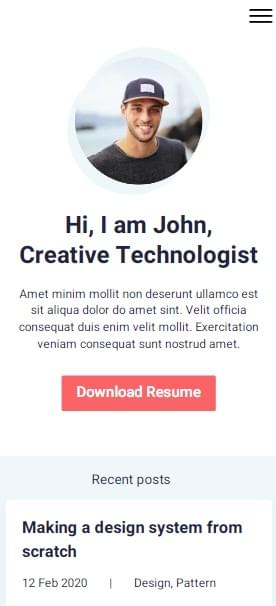 Hi, I am John,
Creative Technologist
Amet minim mollit non deserunt ullamco est
sit aliqua dolor do amet sint. Velit officia
consequat duis enim velit mollit. Exercitation
veniam consequat sunt nostrud amet.
Download Resume
Recent posts
Making a design system from
scratch
12 Feb 2020 | Design, Pattern